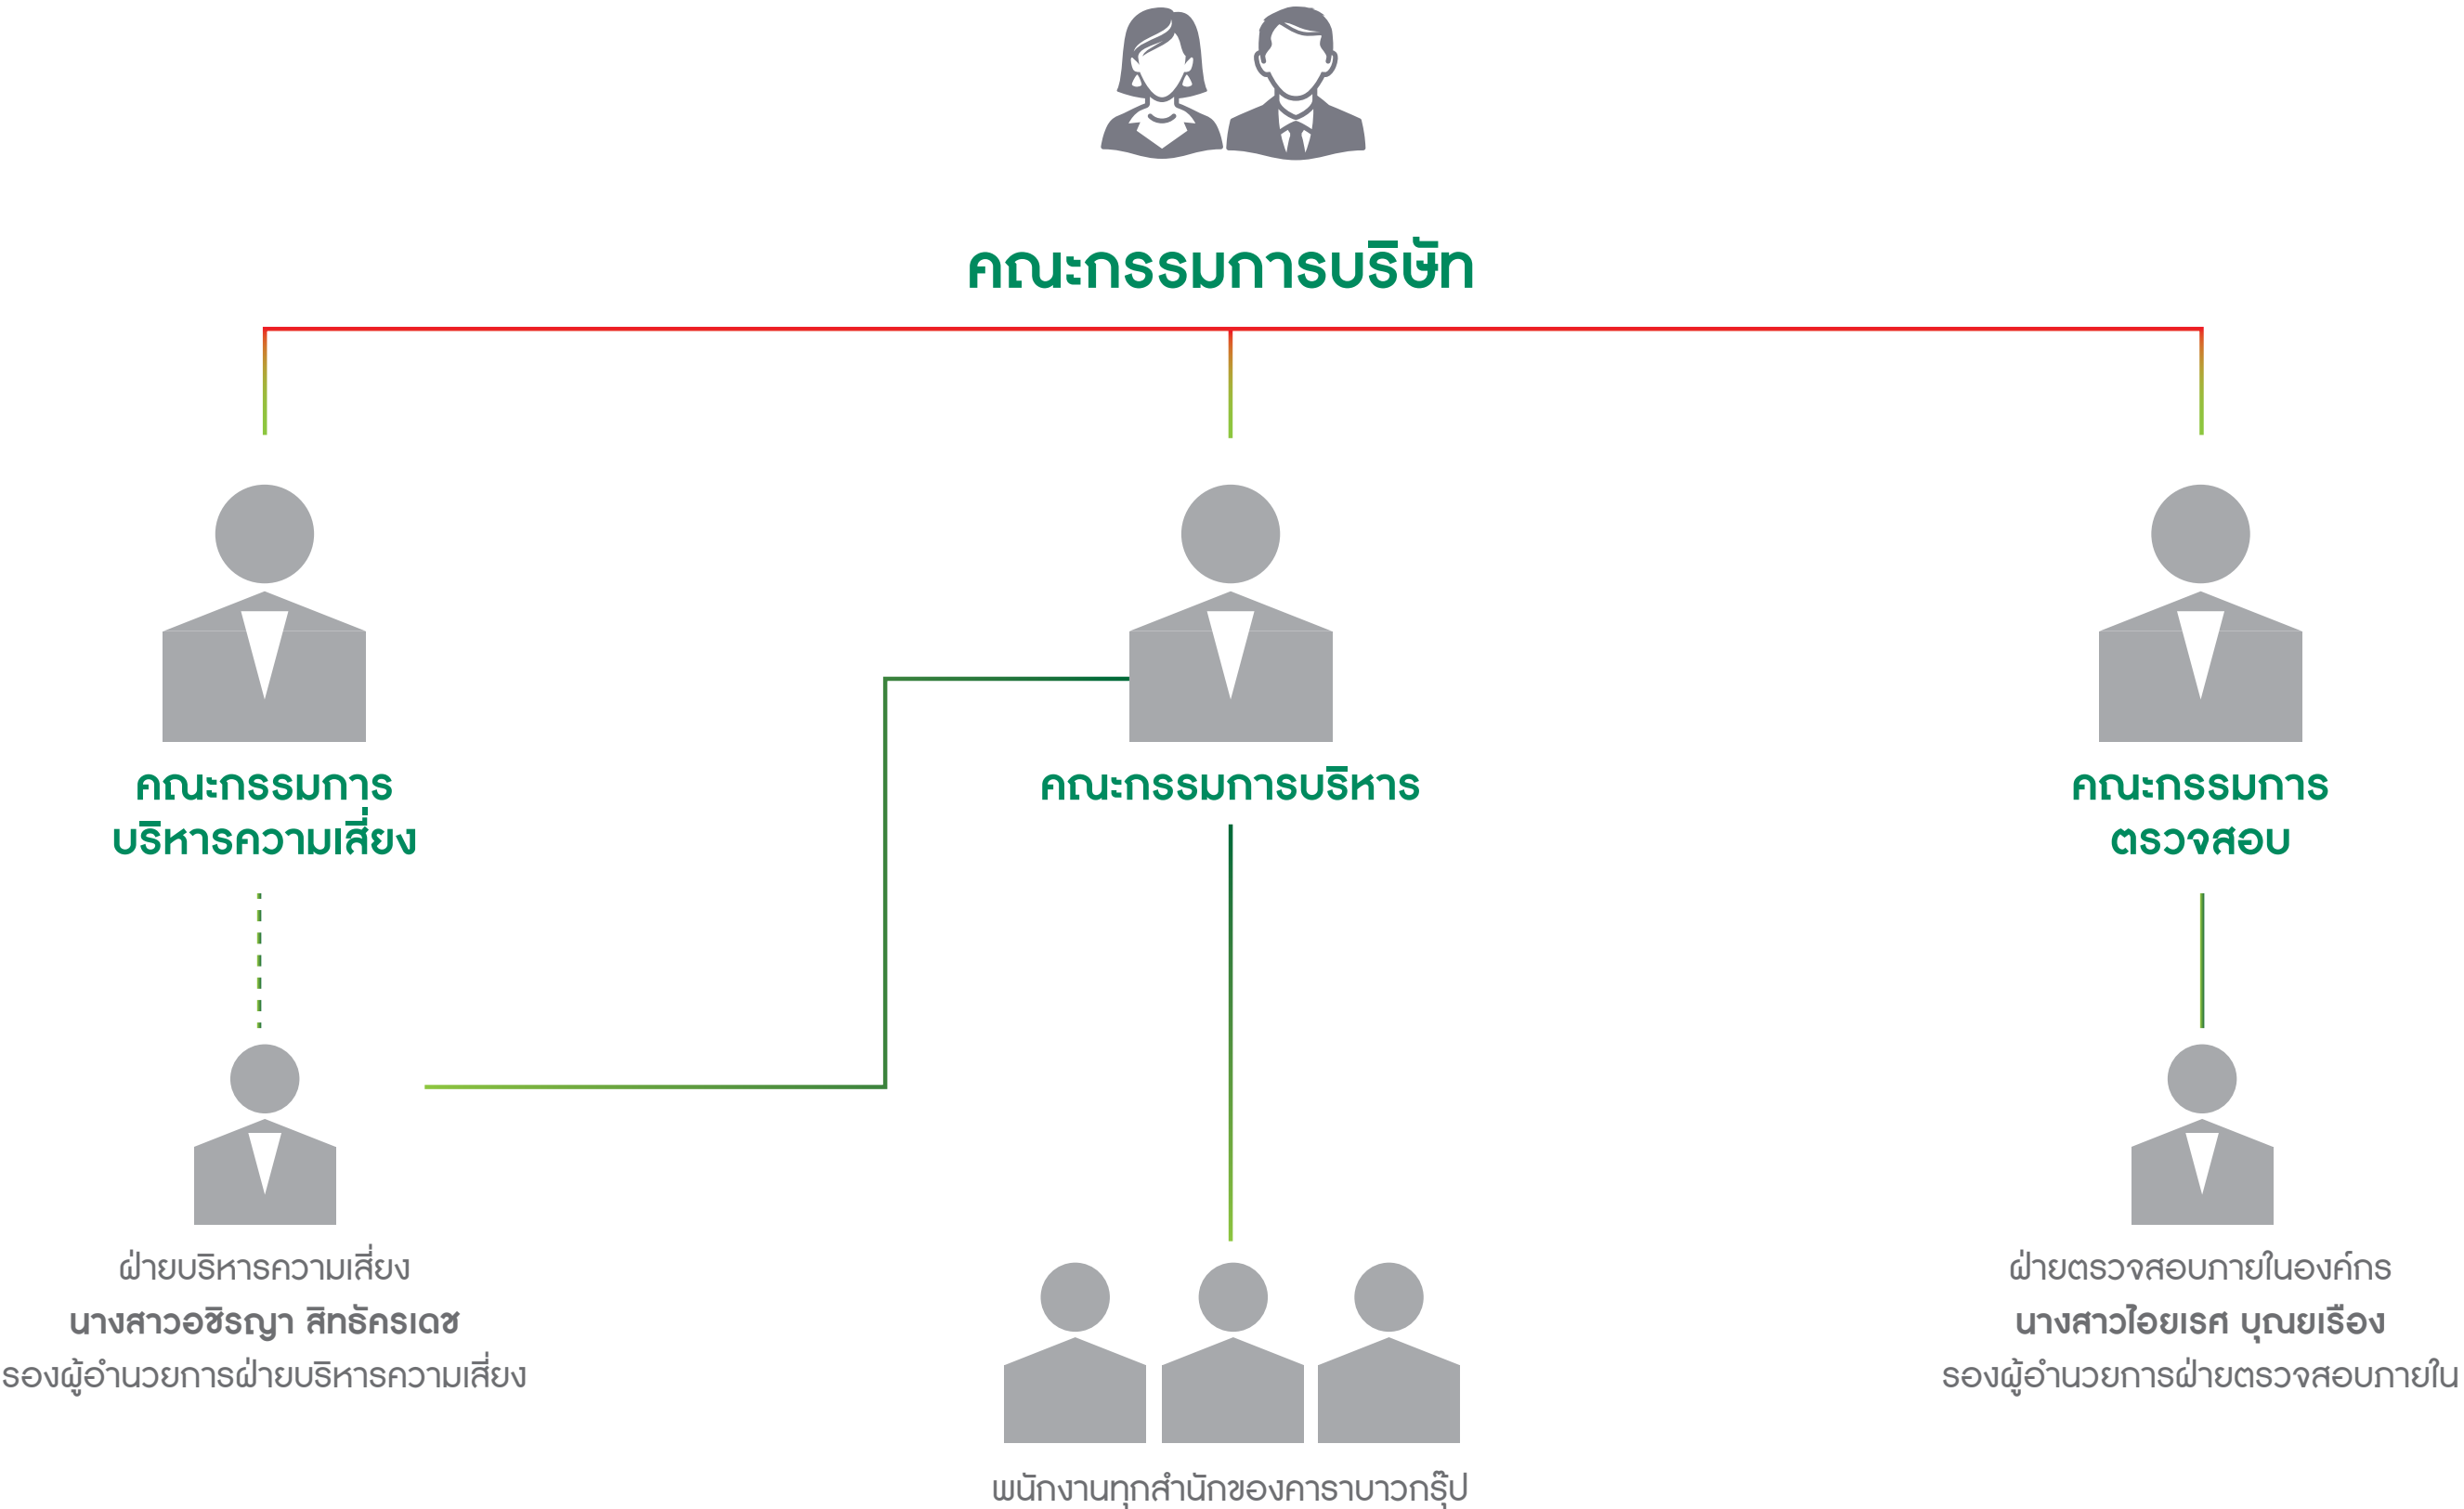 คณะกรรมการบริษัท
คณะกรรมการ
บริหารความเสี่ยง
คณะกรรมการบริหาร
คณะกรรมการ
ตรวจสอบ
ฝ่ายบริหารความเสี่ยง
นางสาวอชิรญา สิทธัครเดช
รองผู้อำนวยการฝ่ายบริหารความเสี่ยง
ฝ่ายตรวจสอบภายในองค์กร
นางสาวไอยเรศ บุณยเรือง
รองผู้อำนวยการฝ่ายตรวจสอบภายใน
พนักงานทุกสำนักของคาราบาวกรุ๊ป